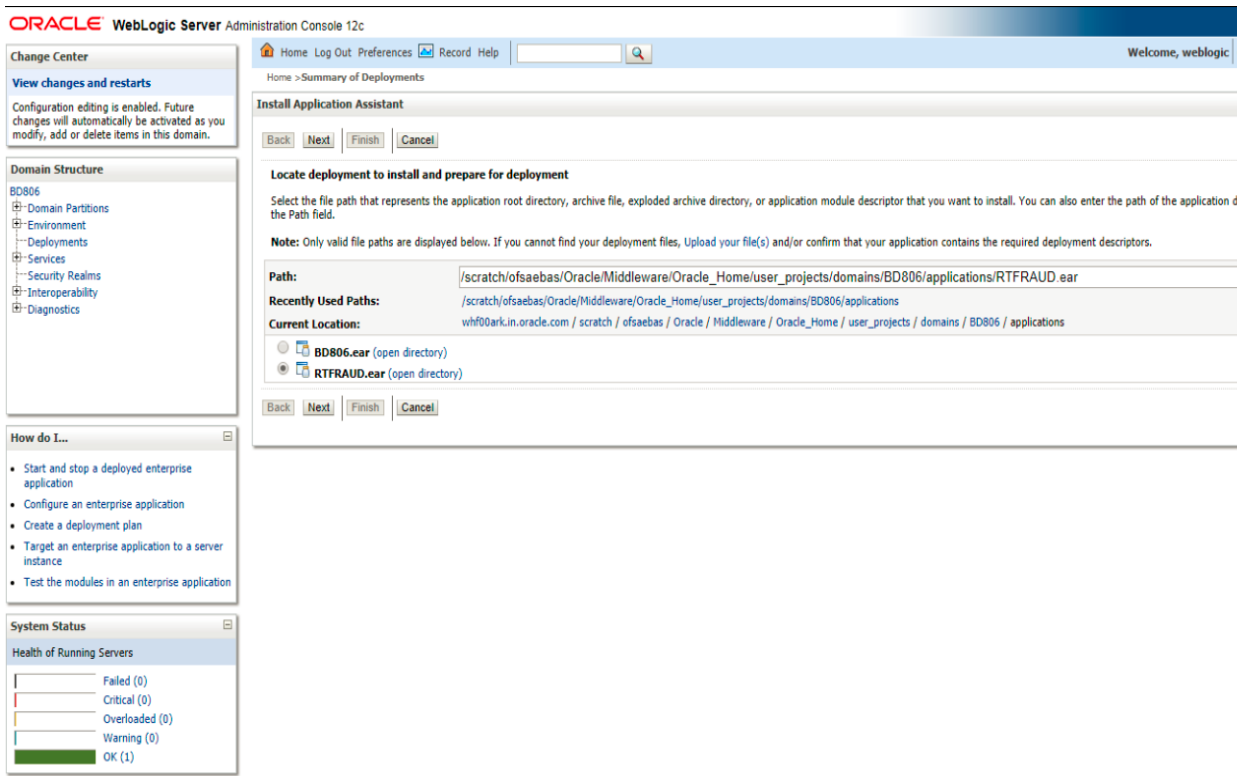 ORACLE WebLogic Server Administration Console 12c
Change Center
View changes and restarts
Configuration editing is enabled. Future
changes will automatically be activated as you
modify, add or delete items in this domain.
Domain Structure
BD806
Domain Partitions
Environment
Deployments
Services
Security Realms
Interoperability
Diagnostics
How do I...
Start and stop a deployed enterprise
application
Configure an enterprise application
Create a deployment plan
Target an enterprise application to a server
instance
Test the modules in an enterprise application
System Status
Health of Running Servers
Failed (0)
Critical (0)
Overloaded (0)
Warning (0)
OK (1)
Home Log Out Preferences Record Help
Welcome, weblogic
Home >Summary of Deployments
Install Application Assistant
Back Next Finish Cancel
Locate deployment to install and prepare for deployment
Select the file path that represents the application root directory, archive file, exploded archive directory, or application module descriptor that you want to install. You can also enter the path of the application d
the Path field.
Note: Only valid file paths are displayed below. If you cannot find your deployment files, Upload your file(s) and/or confirm that your application contains the required deployment descriptors.
Path: /scratch/ofsaebas/Oracle/Middleware/Oracle_Home/user_projects/domains/BD806/applications/RTFRAUD.ear
Recently Used Paths: /scratch/ofsaebas/Oracle/Middleware/Oracle_Home/user_projects/domains/BD806/applications
Current Location: whf00ark.in.oracle.com / scratch / ofsaebas / Oracle / Middleware / Oracle_Home / user_projects / domains / BD806 / applications
BD806.ear (open directory)
RTFRAUD.ear (open directory)
Back Next Finish Cancel